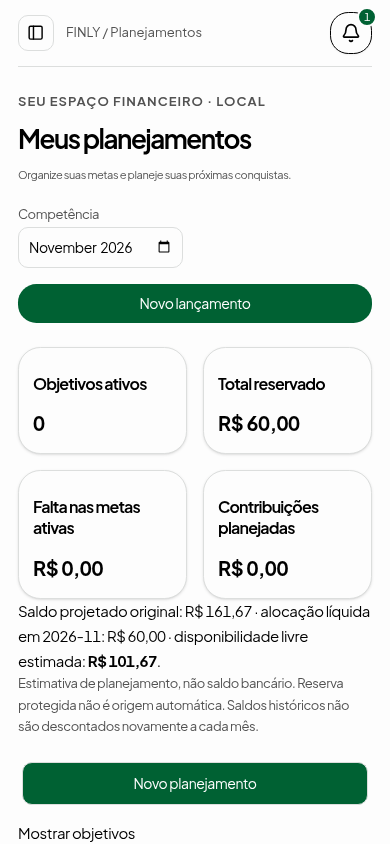 FINLY / Planejamentos
1
SEU ESPAÇO FINANCEIRO · LOCAL
Meus planejamentos
Organize suas metas e planeje suas próximas conquistas.
Competência
November 2026
Novo lançamento
Objetivos ativos
0
Total reservado
R$ 60,00
Falta nas metas
ativas
R$ 0,00
Contribuições
planejadas
R$ 0,00
Saldo projetado original: R$ 161,67 · alocação líquida
em 2026-11: R$ 60,00 · disponibilidade livre
estimada: R$ 101,67.
Estimativa de planejamento, não saldo bancário. Reserva
protegida não é origem automática. Saldos históricos não
são descontados novamente a cada mês.
Novo planejamento
Mostrar objetivos